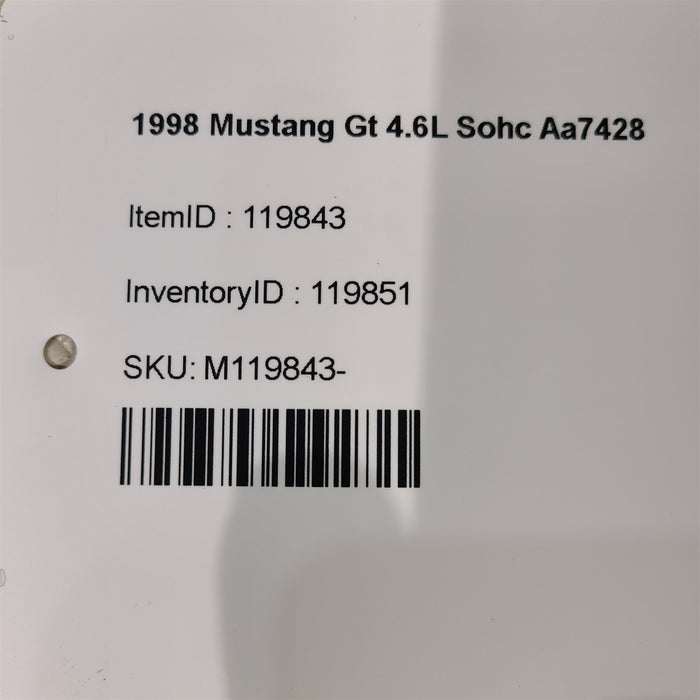 1998 Mustang Gt 4.6L Sohc Aa7428
ItemID : 119843
InventoryID : 119851
SKU: M119843-